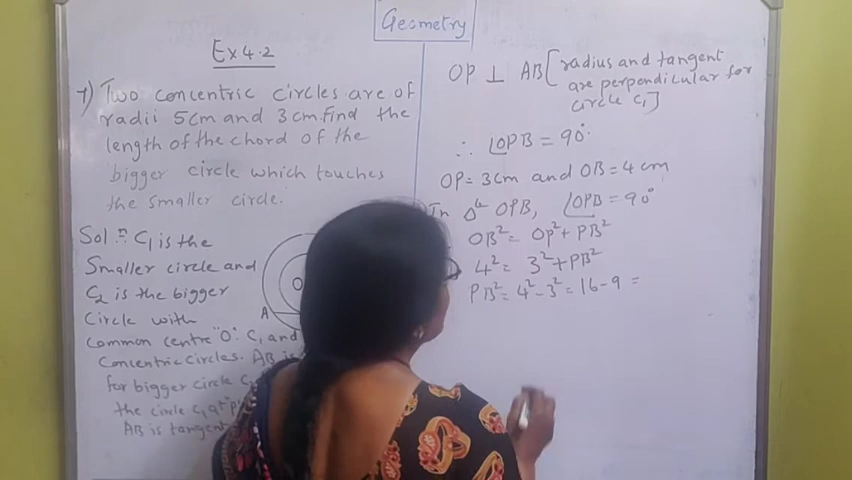 Geometry
Ex 4.2
7) Two concentric circles are of
radii 5cm and 3cm. Find the
length of the chord of the
bigger circle which touches
the smaller circle.
Sol.n: C1 is the
Smaller circle and
C2 is the bigger
Circle with
common centre "O". C1 and
Concentric circles. AB is
for bigger circle C
the circle C1 at "P"
AB is tangent
O
A
OP ⊥ AB [radius and tangent
are perpendicular for
circle C1]
∴ ∠OPB = 90°.
OP = 3cm and OB = 4cm
In Δle OPB, ∠OPB = 90°
OB² = OP² + PB²
4² = 3² + PB²
PB² = 4² - 3² = 16 - 9 =